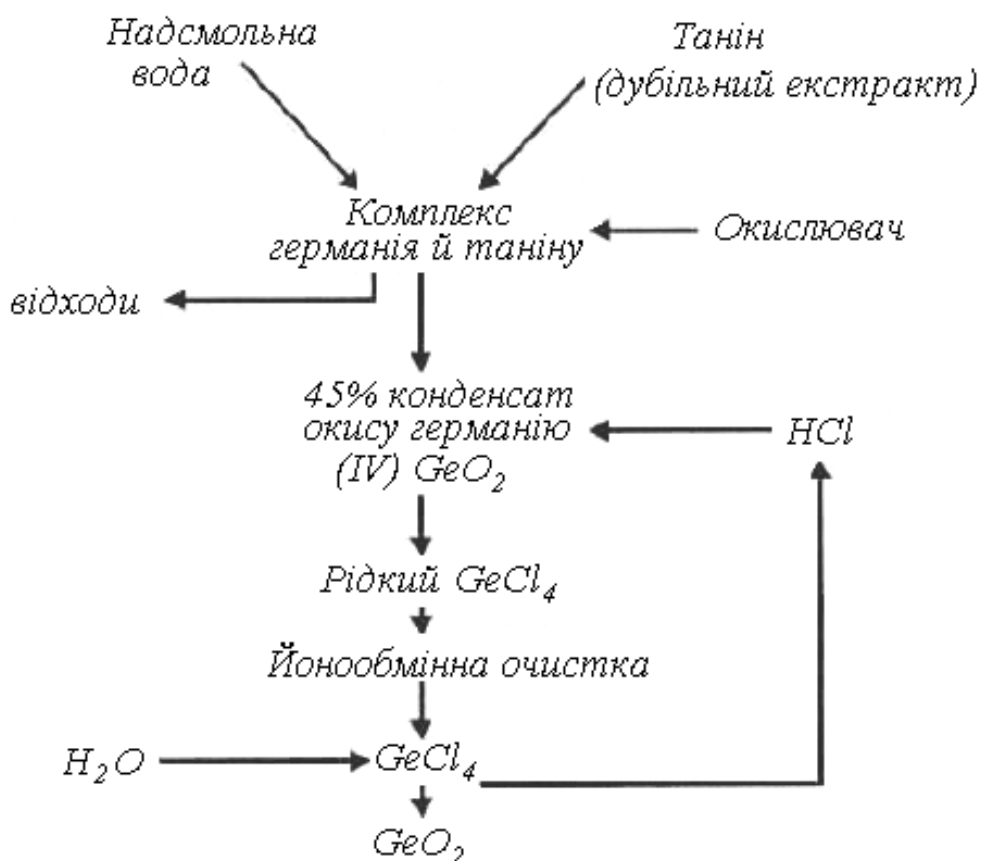 Надсмольна
вода
Танін
(дубільний екстракт)
Комплекс
германія й таніну
Окислювач
відходи
45% конденсат
окису германію
(IV) GeO₂
HCl
Рідкий GeCl₄
Йонообмінна очистка
H₂O
GeCl₄
GeO₂